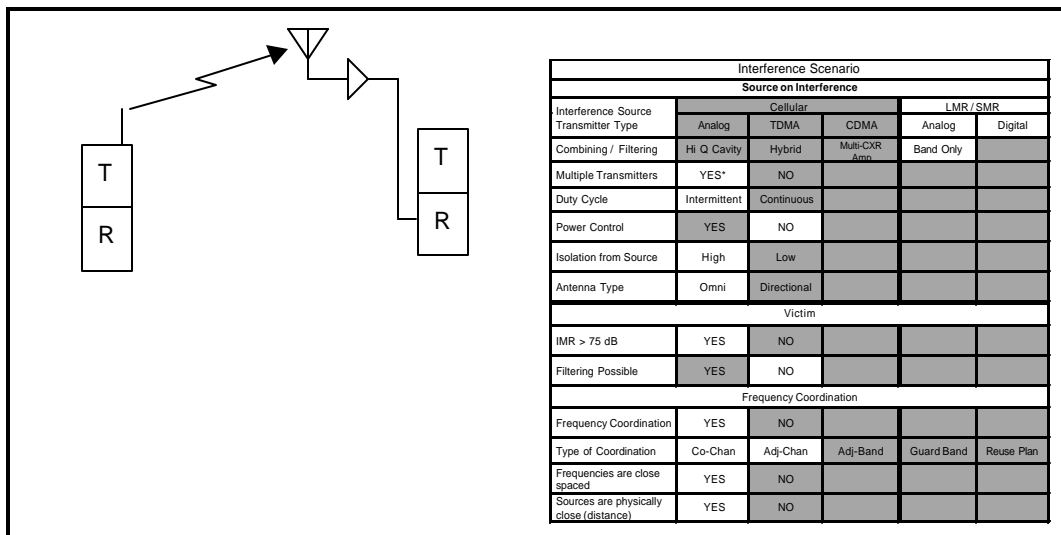 T
R
T
R
Interference Scenario
Source on Interference
Interference Source
Transmitter Type
Cellular
LMR / SMR
Analog TDMA CDMA Analog Digital
Combining / Filtering Hi Q Cavity Hybrid Multi-CXR Amp Band Only
Multiple Transmitters YES* NO
Duty Cycle Intermittent Continuous
Power Control YES NO
Isolation from Source High Low
Antenna Type Omni Directional
Victim
IMR > 75 dB YES NO
Filtering Possible YES NO
Frequency Coordination
Frequency Coordination YES NO
Type of Coordination Co-Chan Adj-Chan Adj-Band Guard Band Reuse Plan
Frequencies are close
spaced YES NO
Sources are physically
close (distance) YES NO